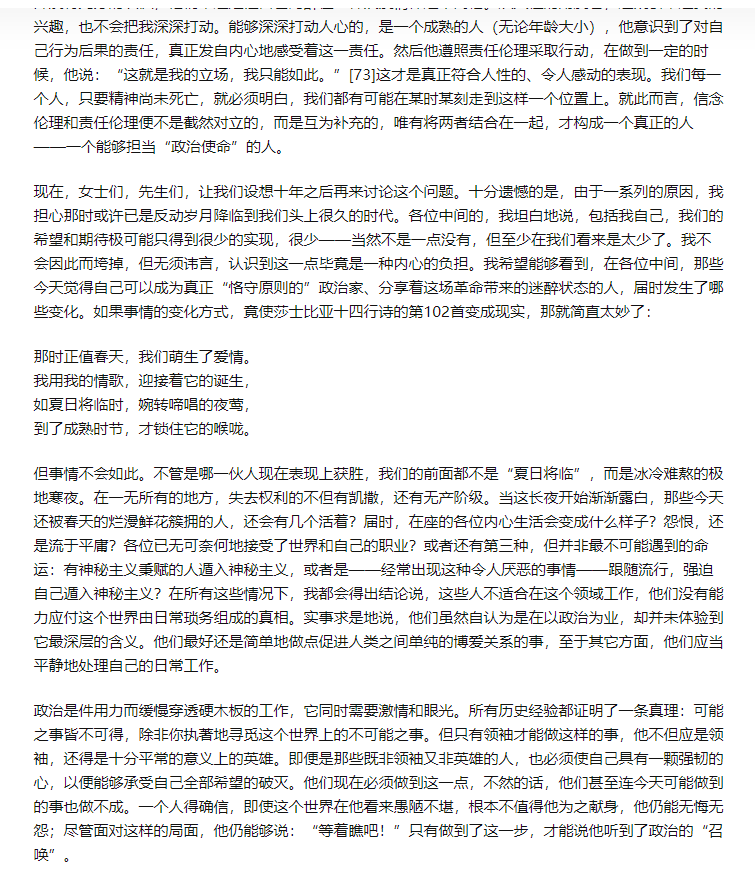 兴趣，也不会把我深深打动。能够深深打动人心的，是一个成熟的人（无论年龄大小），他意识到了对自
己行为后果的责任，真正发自内心地感受着这一责任。然后他遵照责任伦理采取行动，在做到一定的时
候，他说：“这就是我的立场，我只能如此。”[73]这才是真正符合人性的、令人感动的表现。我们每一
个人，只要精神尚未死亡，就必须明白，我们都有可能在某时某刻走到这样一个位置上。就此而言，信念
伦理和责任伦理便不是截然对立的，而是互为补充的，唯有将两者结合在一起，才构成一个真正的人
——一个能够担当“政治使命”的人。
现在，女士们，先生们，让我们设想十年之后再来讨论这个问题。十分遗憾的是，由于一系列的原因，我
担心那时或许已是反动岁月降临到我们头上很久的时代。各位中间的，我坦白地说，包括我自己，我们的
希望和期待极可能只得到很少的实现，很少——当然不是一点没有，但至少在我们看来是太少了。我不
会因此而垮掉，但无须讳言，认识到这一点毕竟是一种内心的负担。我希望能够看到，在各位中间，那些
今天觉得自己可以成为真正“恪守原则的”政治家、分享着这场革命带来的迷醉状态的人，届时发生了哪
些变化。如果事情的变化方式，竟使莎士比亚十四行诗的第102首变成现实，那就简直太妙了：
那时正值春天，我们萌生了爱情。
我用我的情歌，迎接着它的诞生，
如夏日将临时，婉转啼唱的夜莺，
到了成熟时节，才锁住它的喉咙。
但事情不会如此。不管是哪一伙人现在表现上获胜，我们的前面都不是“夏日将临”，而是冰冷难熬的极
地寒夜。在一无所有的地方，失去权利的不但有凯撒，还有无产阶级。当这长夜开始渐渐露白，那些今天
还被春天的烂漫鲜花簇拥的人，还会有几个活着？届时，在座的各位内心生活会变成什么样子？怨恨，还
是流于平庸？各位已无可奈何地接受了世界和自己的职业？或者还有第三种，但并非最不可能遇到的命
运：有神秘主义秉赋的人遁入神秘主义，或者是——经常出现这种令人厌恶的事情——跟随流行，强迫
自己遁入神秘主义？在所有这些情况下，我都会得出结论说，这些人不适合在这个领域工作，他们没有能
力应付这个世界由日常琐务组成的真相。实事求是地说，他们虽然自认为是在以政治为业，却并未体验到
它最深层的含义。他们最好还是简单地做点促进人类之间单纯的博爱关系的事，至于其它方面，他们应当
平静地处理自己的日常工作。
政治是件用力而缓慢穿透硬木板的工作，它同时需要激情和眼光。所有历史经验都证明了一条真理：可能
之事皆不可得，除非你执著地寻觅这个世界上的不可能之事。但只有领袖才能做这样的事，他不但应是领
袖，还得是十分平常的意义上的英雄。即便是那些既非领袖又非英雄的人，也必须使自己具有一颗强韧的
心，以便能够承受自己全部希望的破灭。他们现在必须做到这一点，不然的话，他们甚至连今天可能做到
的事也做不成。一个人得确信，即使这个世界在他看来愚陋不堪，根本不值得他为之献身，他仍能无悔无
怨；尽管面对这样的局面，他仍能够说：“等着瞧吧！”只有做到了这一步，才能说他听到了政治的“召
唤”。